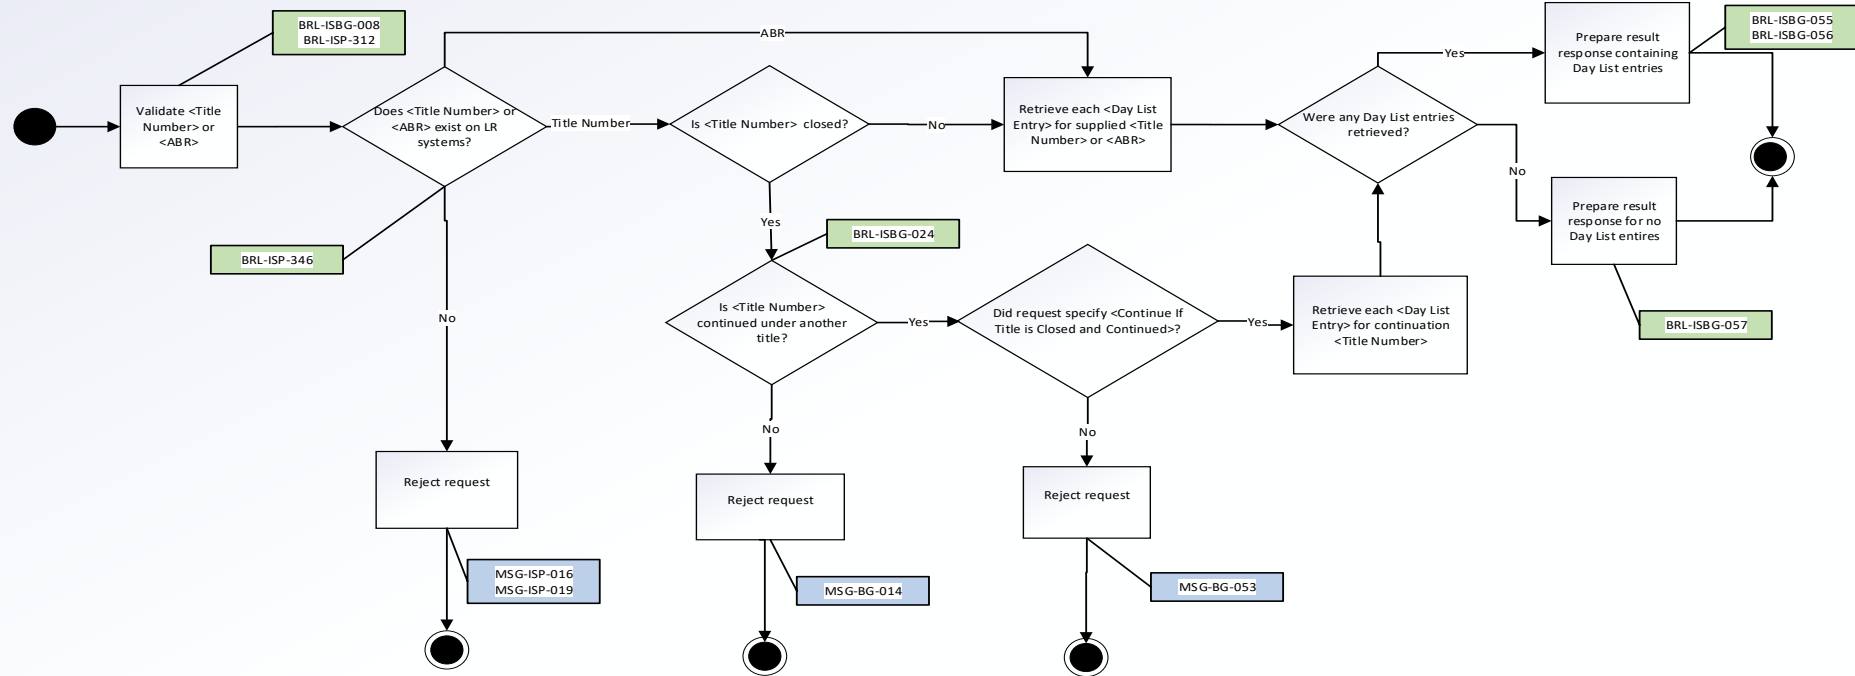 BRL-ISBG-008
BRL-ISP-312
Validate <Title
Number> or
<ABR>
Does <Title Number> or
<ABR> exist on LR
systems?
ABR
Title Number
Is <Title Number> closed?
No
Retrieve each <Day List
Entry> for supplied <Title
Number> or <ABR>
Were any Day List entries
retrieved?
Yes
Prepare result
response containing
Day List entries
BRL-ISBG-055
BRL-ISBG-056
No
Prepare result
response for no
Day List entires
BRL-ISBG-057
BRL-ISP-346
No
Reject request
MSG-ISP-016
MSG-ISP-019
Yes
BRL-ISBG-024
Is <Title Number>
continued under another
title?
Yes
Did request specify <Continue If
Title is Closed and Continued>?
Yes
Retrieve each <Day List
Entry> for continuation
<Title Number>
No
Reject request
MSG-BG-014
No
Reject request
MSG-BG-053